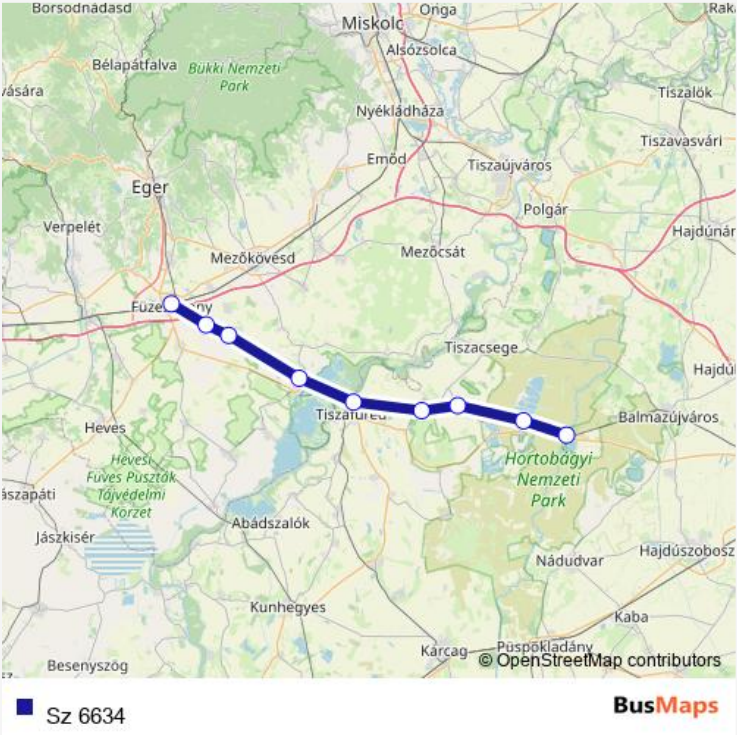 Borsodnádasd
Onga
Miskolc
Alsózsolca
Bélapátfalva
Bükki Nemzeti
Park
vására
Tiszalök
Nyékládháza
Tiszavasvári
Emőd
Tiszaújváros
Eger
Polgár
Verpelét
Hajdúnán
Mezőcsát
Mezőkövesd
Tiszacsege
Tiszafüred
Balmazújváros
Heves
Hevesi
Füves Puszták
Tájvédelmi
Körzet
Hortobágyi
Nemzeti
Park
ászapáti
Abádszalók
Jászkisér
Hajdúszobosz
Nádudvar
Kunhegyes
Kaba
Karcag
Püspökladány
© OpenStreetMap contributors
Besenyszög
Sz 6634
BusMaps